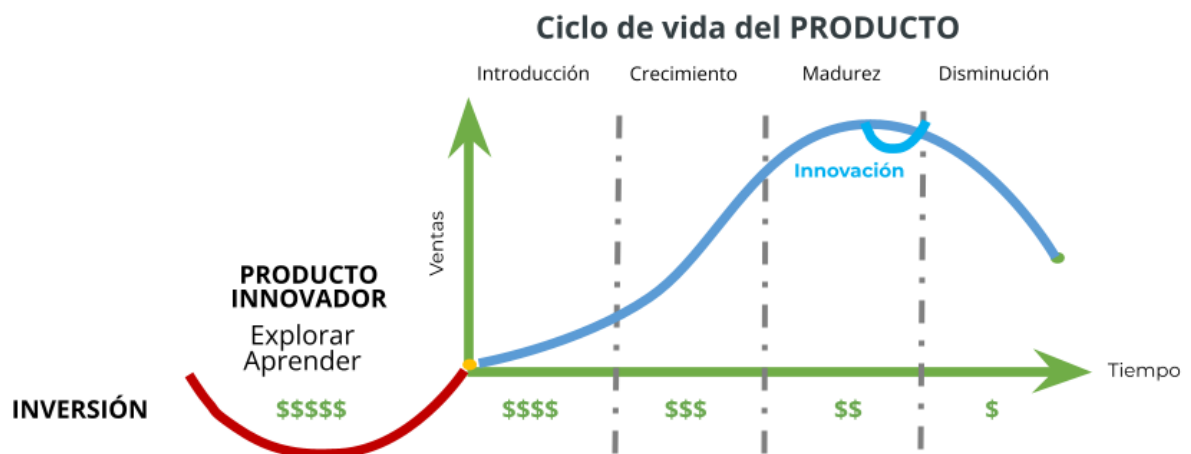 Ciclo de vida del PRODUCTO
Introducción
Crecimiento
Madurez
Disminución
Ventas
Innovación
PRODUCTO
INNOVADOR
Explorar
Aprender
Tiempo
INVERSIÓN
$$$$$
$$$$
$$$
$$
$